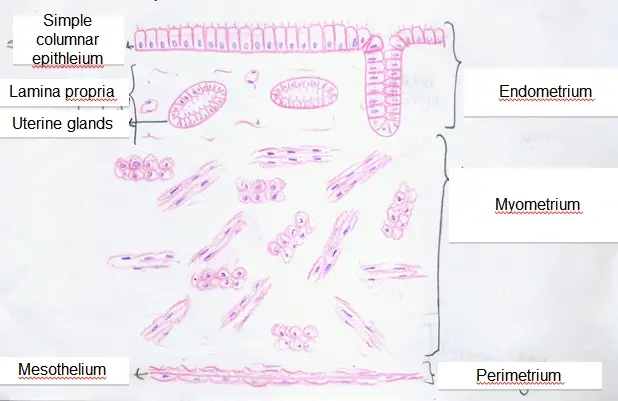 Simple
columnar
epithleium
Lamina propria
Uterine glands
Endometrium
Myometrium
Mesothelium
Perimetrium